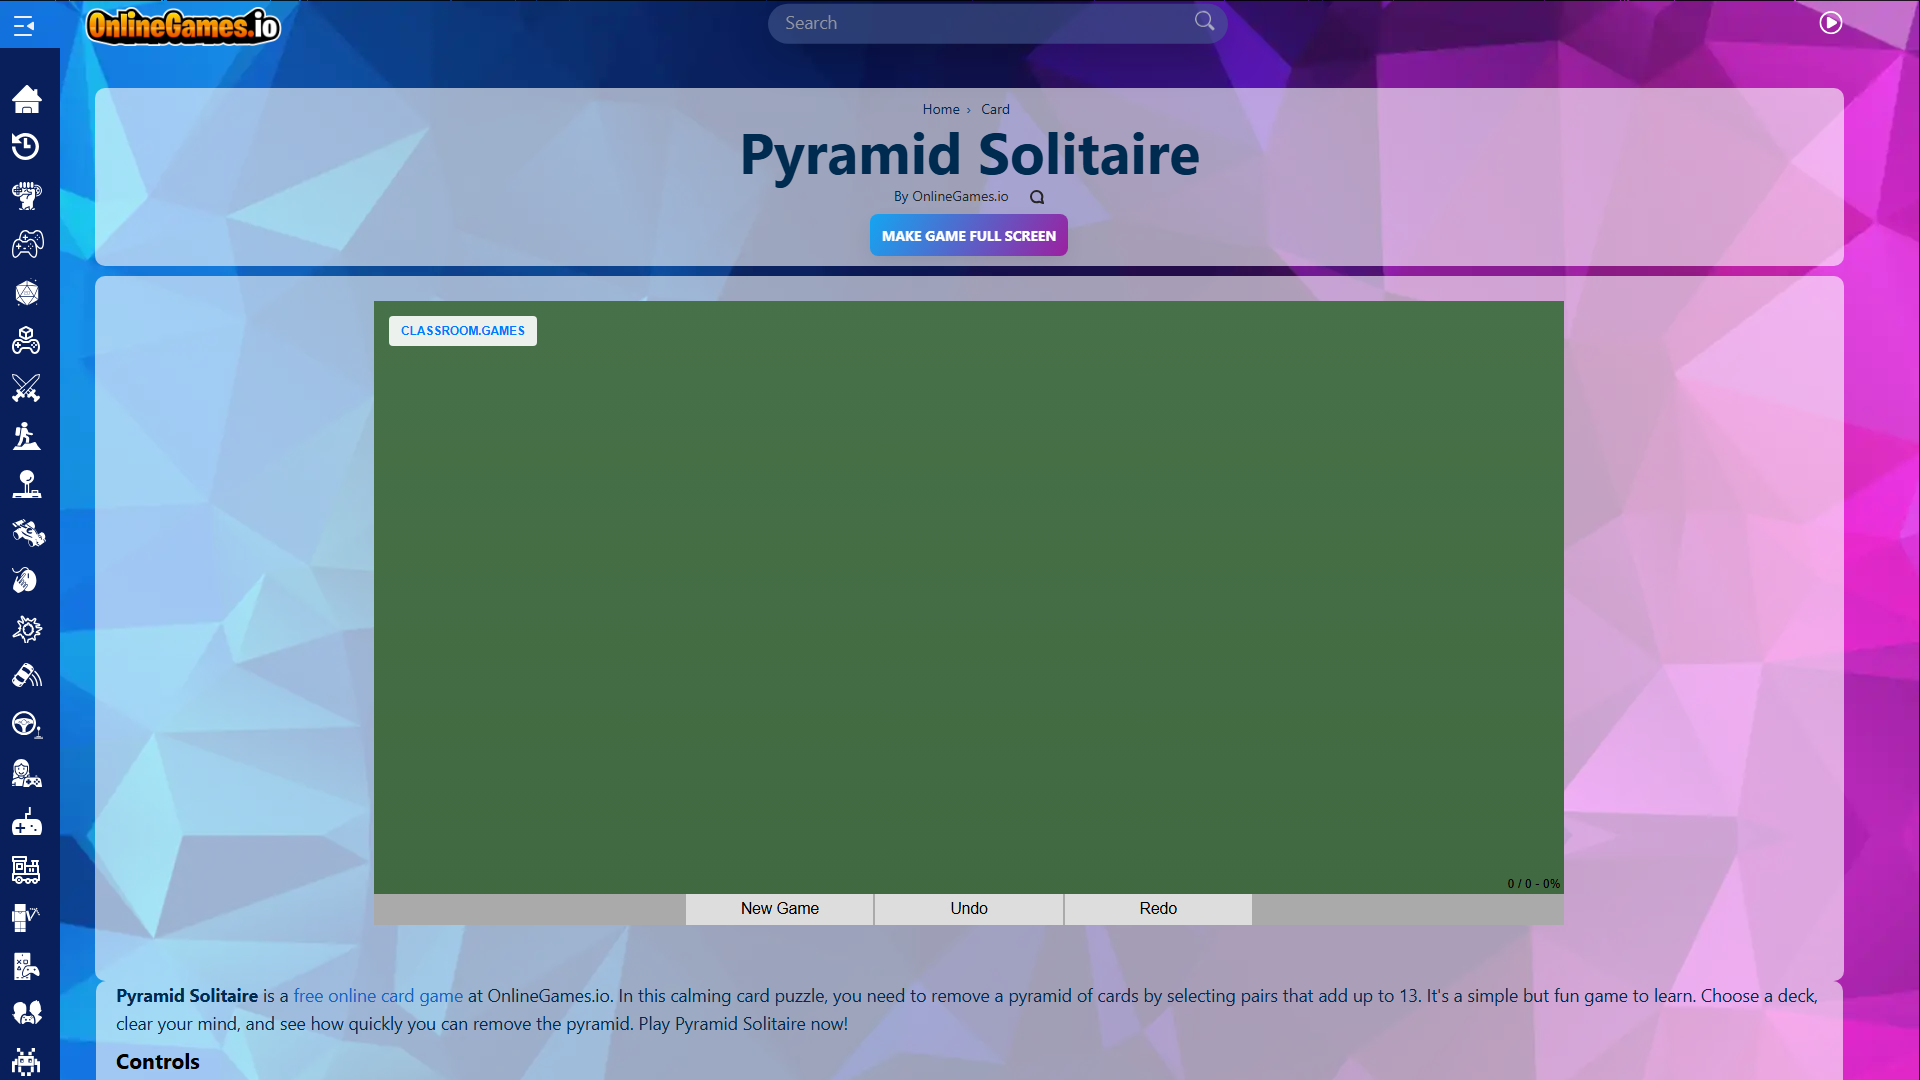 OnlineGames.io
Search
Home › Card
Pyramid Solitaire
By OnlineGames.io
MAKE GAME FULL SCREEN
CLASSROOM.GAMES
0 / 0 - 0%
New Game
Undo
Redo
Pyramid Solitaire is a free online card game at OnlineGames.io. In this calming card puzzle, you need to remove a pyramid of cards by selecting pairs that add up to 13. It's a simple but fun game to learn. Choose a deck,
clear your mind, and see how quickly you can remove the pyramid. Play Pyramid Solitaire now!
Controls